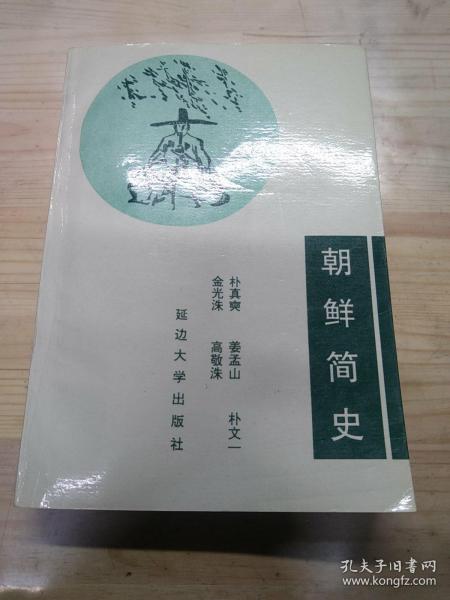 朝鲜简史
朴真奭 姜孟山 朴文一
金光洙 高敬洙
延边大学出版社
孔夫子旧书网
www.kongfz.com